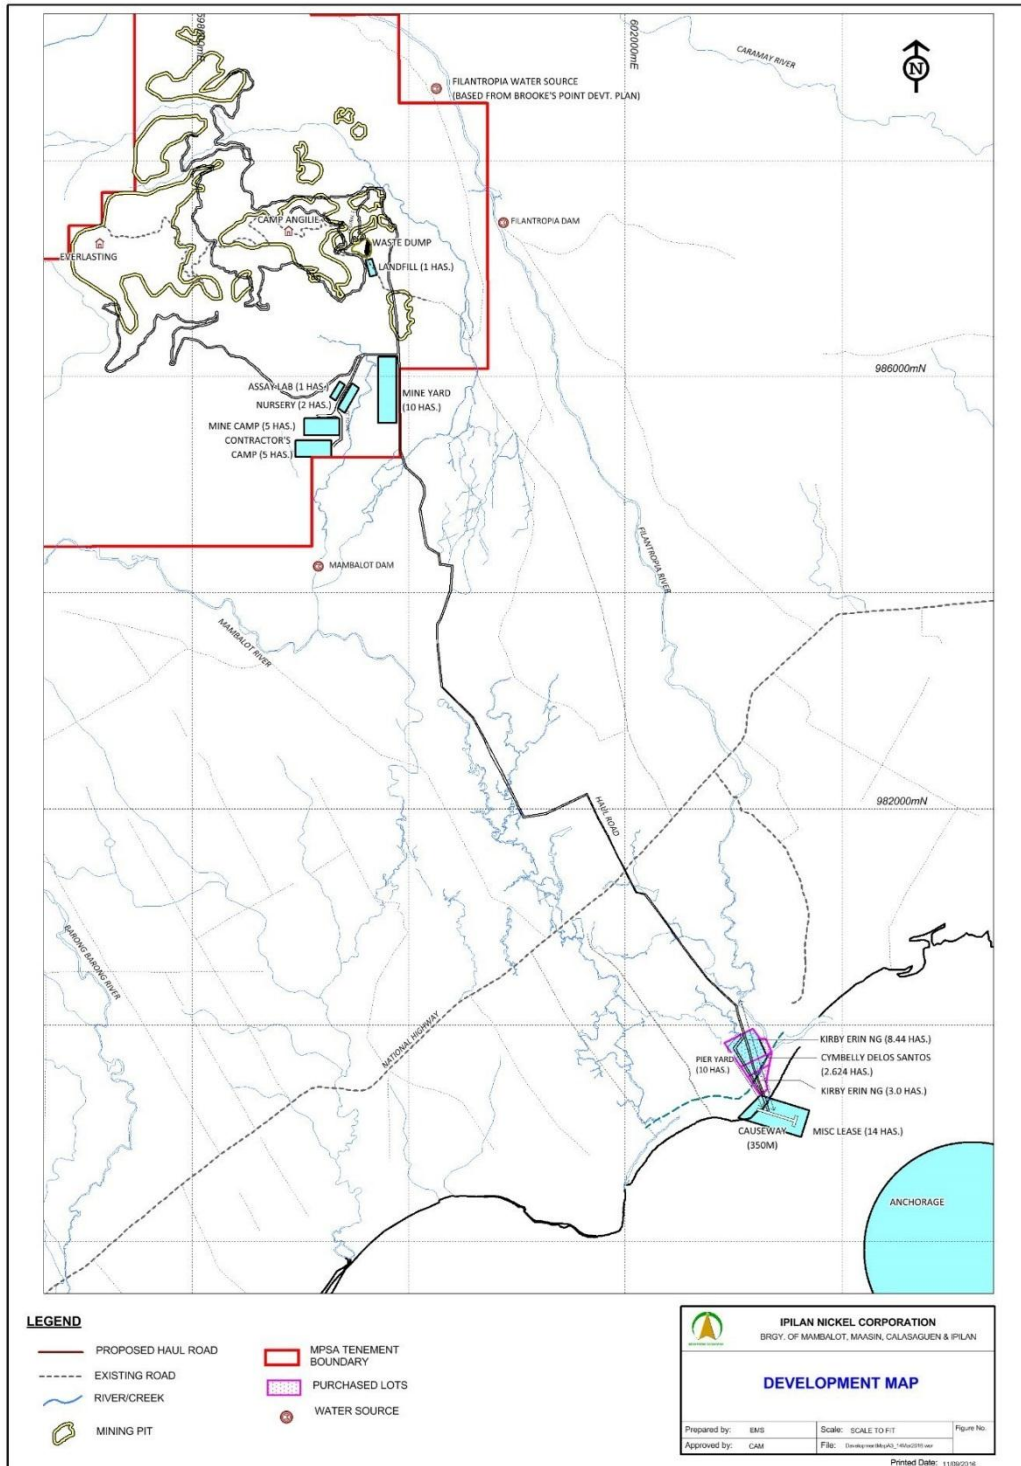 598000mE
602000mE
CARAMAY RIVER
N
FILANTROPIA WATER SOURCE
(BASED FROM BROOKE'S POINT DEVT. PLAN)
FILANTROPIA DAM
CAMP ANGILIE
WASTE DUMP
EVERLASTING
LANDFILL (1 HAS.)
986000mN
ASSAY LAB (1 HAS.)
NURSERY (2 HAS.)
MINE YARD
(10 HAS.)
MINE CAMP (5 HAS.)
CONTRACTOR'S
CAMP (5 HAS.)
MAMBALOT DAM
FILANTROPIA RIVER
MAMBALOT RIVER
982000mN
HAUL ROAD
BARONG BARONG RIVER
NATIONAL HIGHWAY
KIRBY ERIN NG (8.44 HAS.)
PIER YARD
(10 HAS.)
CYMBELLY DELOS SANTOS
(2.624 HAS.)
KIRBY ERIN NG (3.0 HAS.)
CAUSEWAY
(350M)
MISC LEASE (14 HAS.)
ANCHORAGE
LEGEND
PROPOSED HAUL ROAD
EXISTING ROAD
RIVER/CREEK
MINING PIT
MPSA TENEMENT
BOUNDARY
PURCHASED LOTS
WATER SOURCE
IPILAN NICKEL CORPORATION
BRGY. OF MAMBALOT, MAASIN, CALASAGUEN & IPILAN
DEVELOPMENT MAP
Prepared by: EMS
Scale: SCALE TO FIT
Figure No.
Approved by: CAM
File:
Printed Date: